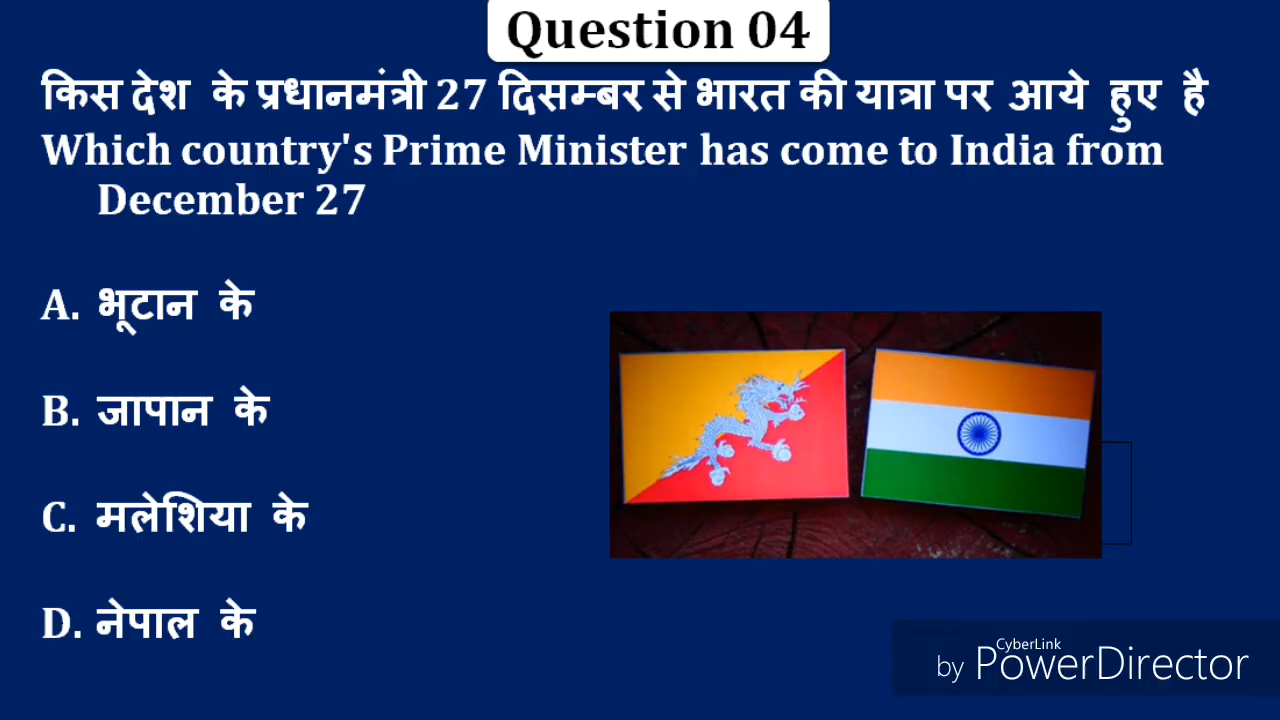 Question 04
किस देश के प्रधानमंत्री 27 दिसम्बर से भारत की यात्रा पर आये हुए है
Which country's Prime Minister has come to India from
December 27
A. भूटान के
B. जापान के
C. मलेशिया के
D. नेपाल के
CyberLink
by PowerDirector